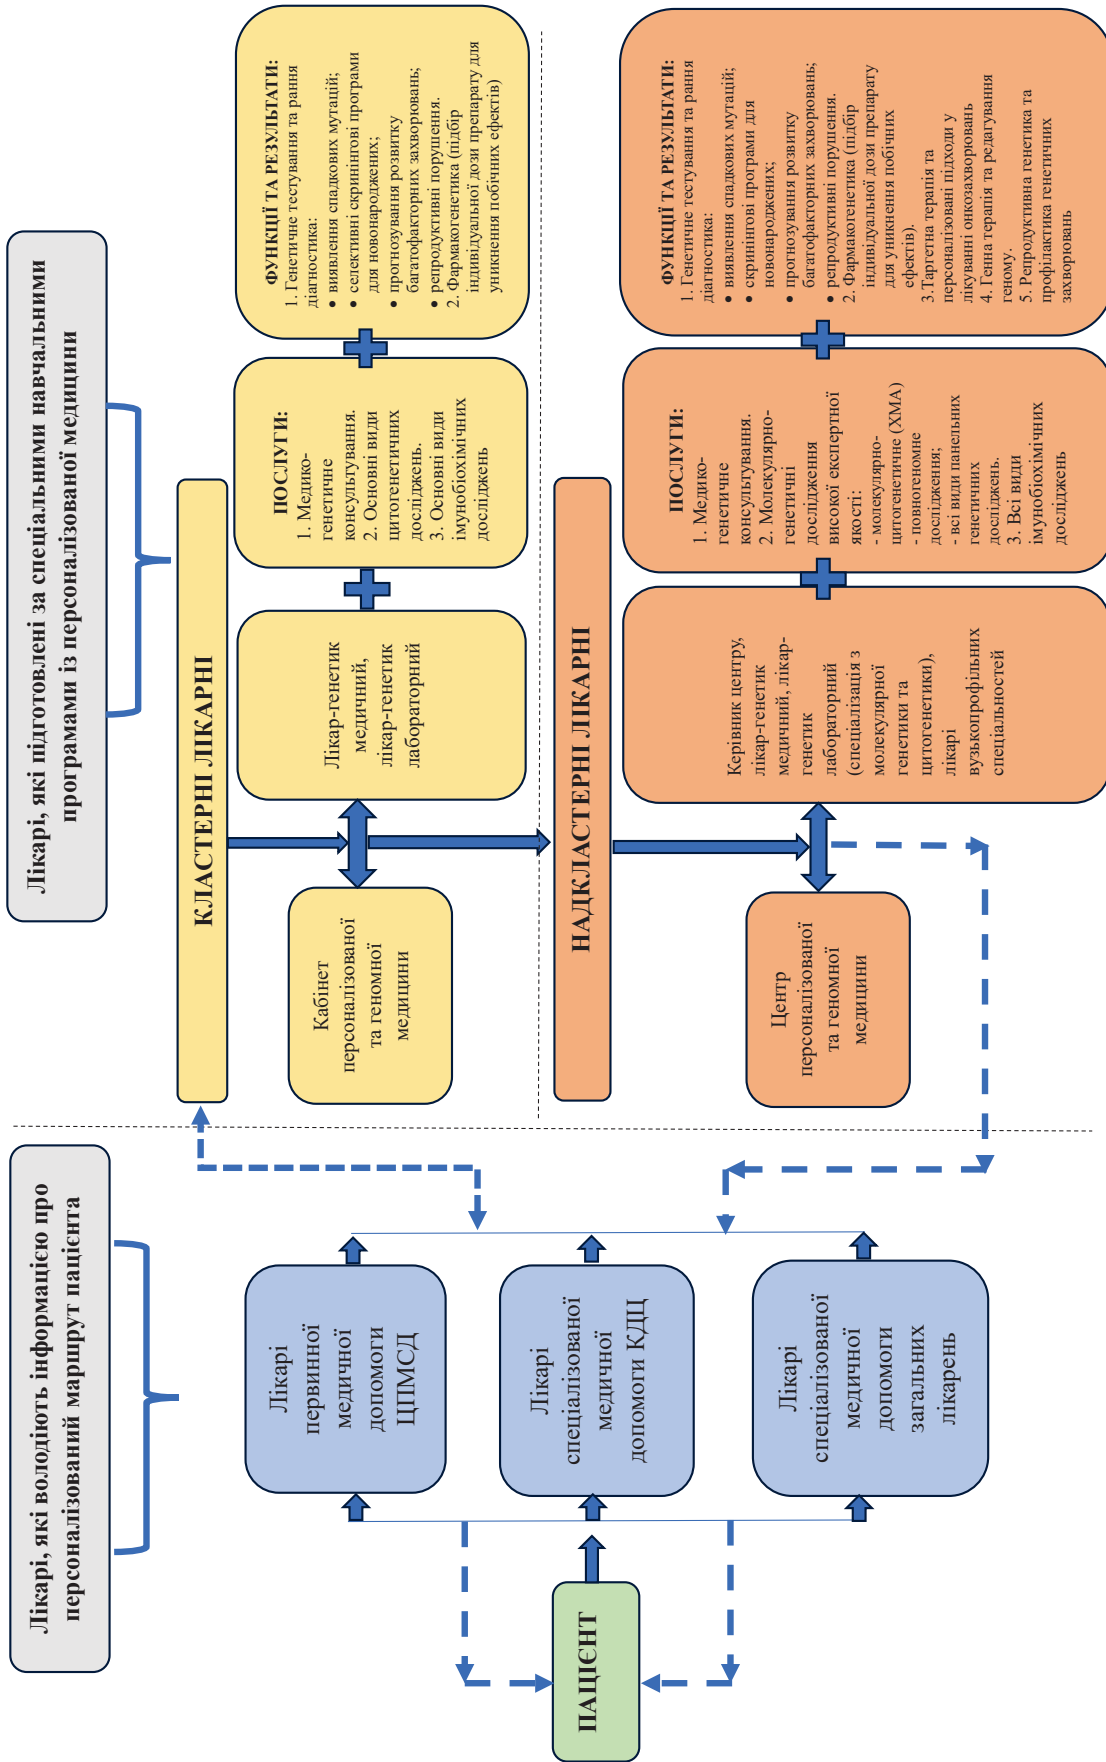 Лікарі, які володіють інформацією про
персоналізований маршрут пацієнта
Лікарі, які підготовлені за спеціальними навчальними
програмами із персоналізованої медицини
ПАЦІЄНТ
Лікарі
первинної
медичної
допомоги
ЦПМСД
Лікарі
спеціалізованої
медичної
допомоги КДЦ
Лікарі
спеціалізованої
медичної
допомоги
загальних
лікарень
КЛАСТЕРНІ ЛІКАРНІ
Кабінет
персоналізованої
та геномної
медицини
Лікар-генетик
медичний,
лікар-генетик
лабораторний
ПОСЛУГИ:
1. Медико-
генетичне
консультування.
2. Основні види
цитогенетичних
досліджень.
3. Основні види
імунобіохімічних
досліджень
ФУНКЦІЇ ТА РЕЗУЛЬТАТИ:
1. Генетичне тестування та рання
діагностика:
• виявлення спадкових мутацій;
• селективні скринінгові програми
для новонароджених;
• прогнозування розвитку
багатофакторних захворювань;
• репродуктивні порушення.
2. Фармакогенетика (підбір
індивідуальної дози препарату для
уникнення побічних ефектів)
НАДКЛАСТЕРНІ ЛІКАРНІ
Центр
персоналізованої
та геномної
медицини
Керівник центру,
лікар-генетик
медичний, лікар-
генетик
лабораторний
(спеціалізація з
молекулярної
генетики та
цитогенетики),
лікарі
вузькопрофільних
спеціальностей
ПОСЛУГИ:
1. Медико-
генетичне
консультування.
2. Молекулярно-
генетичні
дослідження
високої експертної
якості:
- молекулярно-
цитогенетичне (ХМА)
- повногеномне
дослідження;
- всі види панельних
генетичних
досліджень.
3. Всі види
імунобіохімічних
досліджень
ФУНКЦІЇ ТА РЕЗУЛЬТАТИ:
1. Генетичне тестування та рання
діагностика:
• виявлення спадкових мутацій;
• скринінгові програми для
новонароджених;
• прогнозування розвитку
багатофакторних захворювань;
• репродуктивні порушення.
2. Фармакогенетика (підбір
індивідуальної дози препарату
для уникнення побічних
ефектів).
3.Таргетна терапія та
персоналізовані підходи у
лікуванні онкозахворювань
4. Генна терапія та редагування
геному.
5. Репродуктивна генетика та
профілактика генетичних
захворювань